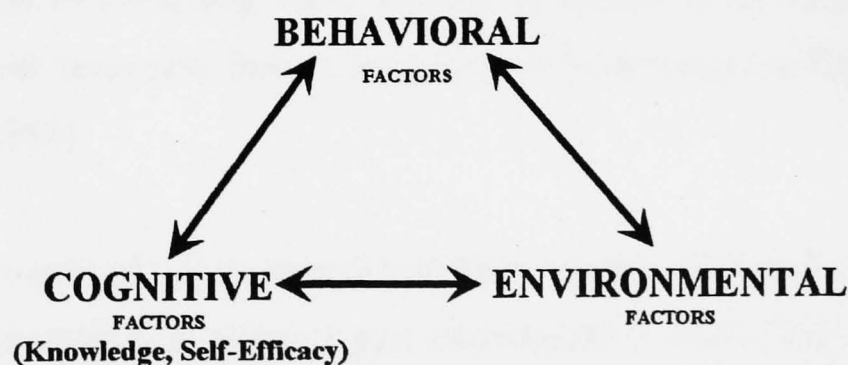 BEHAVIORAL
FACTORS
COGNITIVE
FACTORS
(Knowledge, Self-Efficacy)
ENVIRONMENTAL
FACTORS